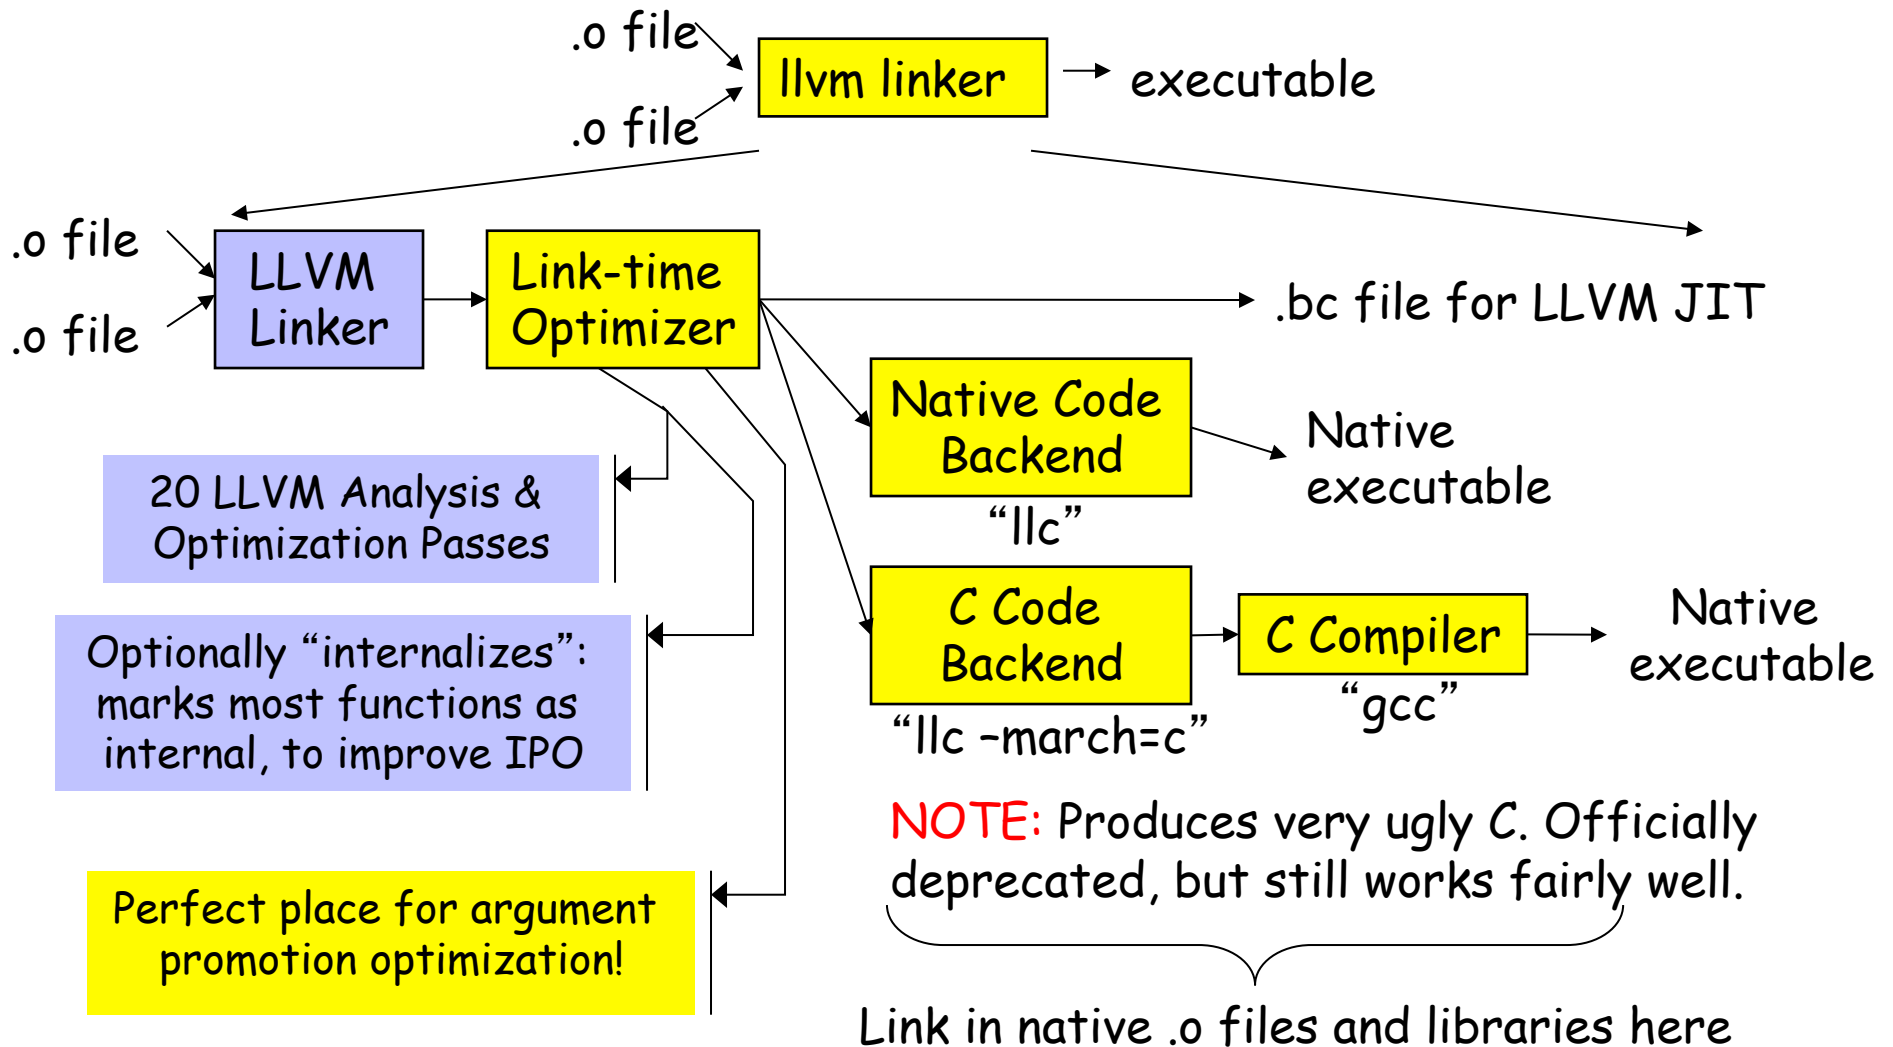 .o file
llvm linker
executable
.o file
.o file
LLVM
Linker
.o file
Link-time
Optimizer
.bc file for LLVM JIT
Native Code
Backend
“llc”
Native
executable
20 LLVM Analysis &
Optimization Passes
C Code
Backend
“llc –march=c”
C Compiler
“gcc”
Native
executable
Optionally “internalizes”:
marks most functions as
internal, to improve IPO
NOTE: Produces very ugly C. Officially
deprecated, but still works fairly well.
Perfect place for argument
promotion optimization!
Link in native .o files and libraries here